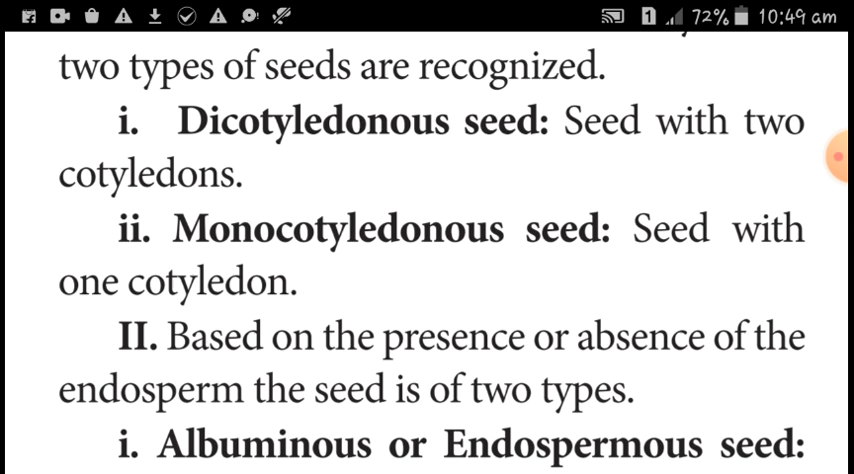 72% 10:49 am
two types of seeds are recognized.
i. Dicotyledonous seed: Seed with two
cotyledons.
ii. Monocotyledonous seed: Seed with
one cotyledon.
II. Based on the presence or absence of the
endosperm the seed is of two types.
i. Albuminous or Endospermous seed: